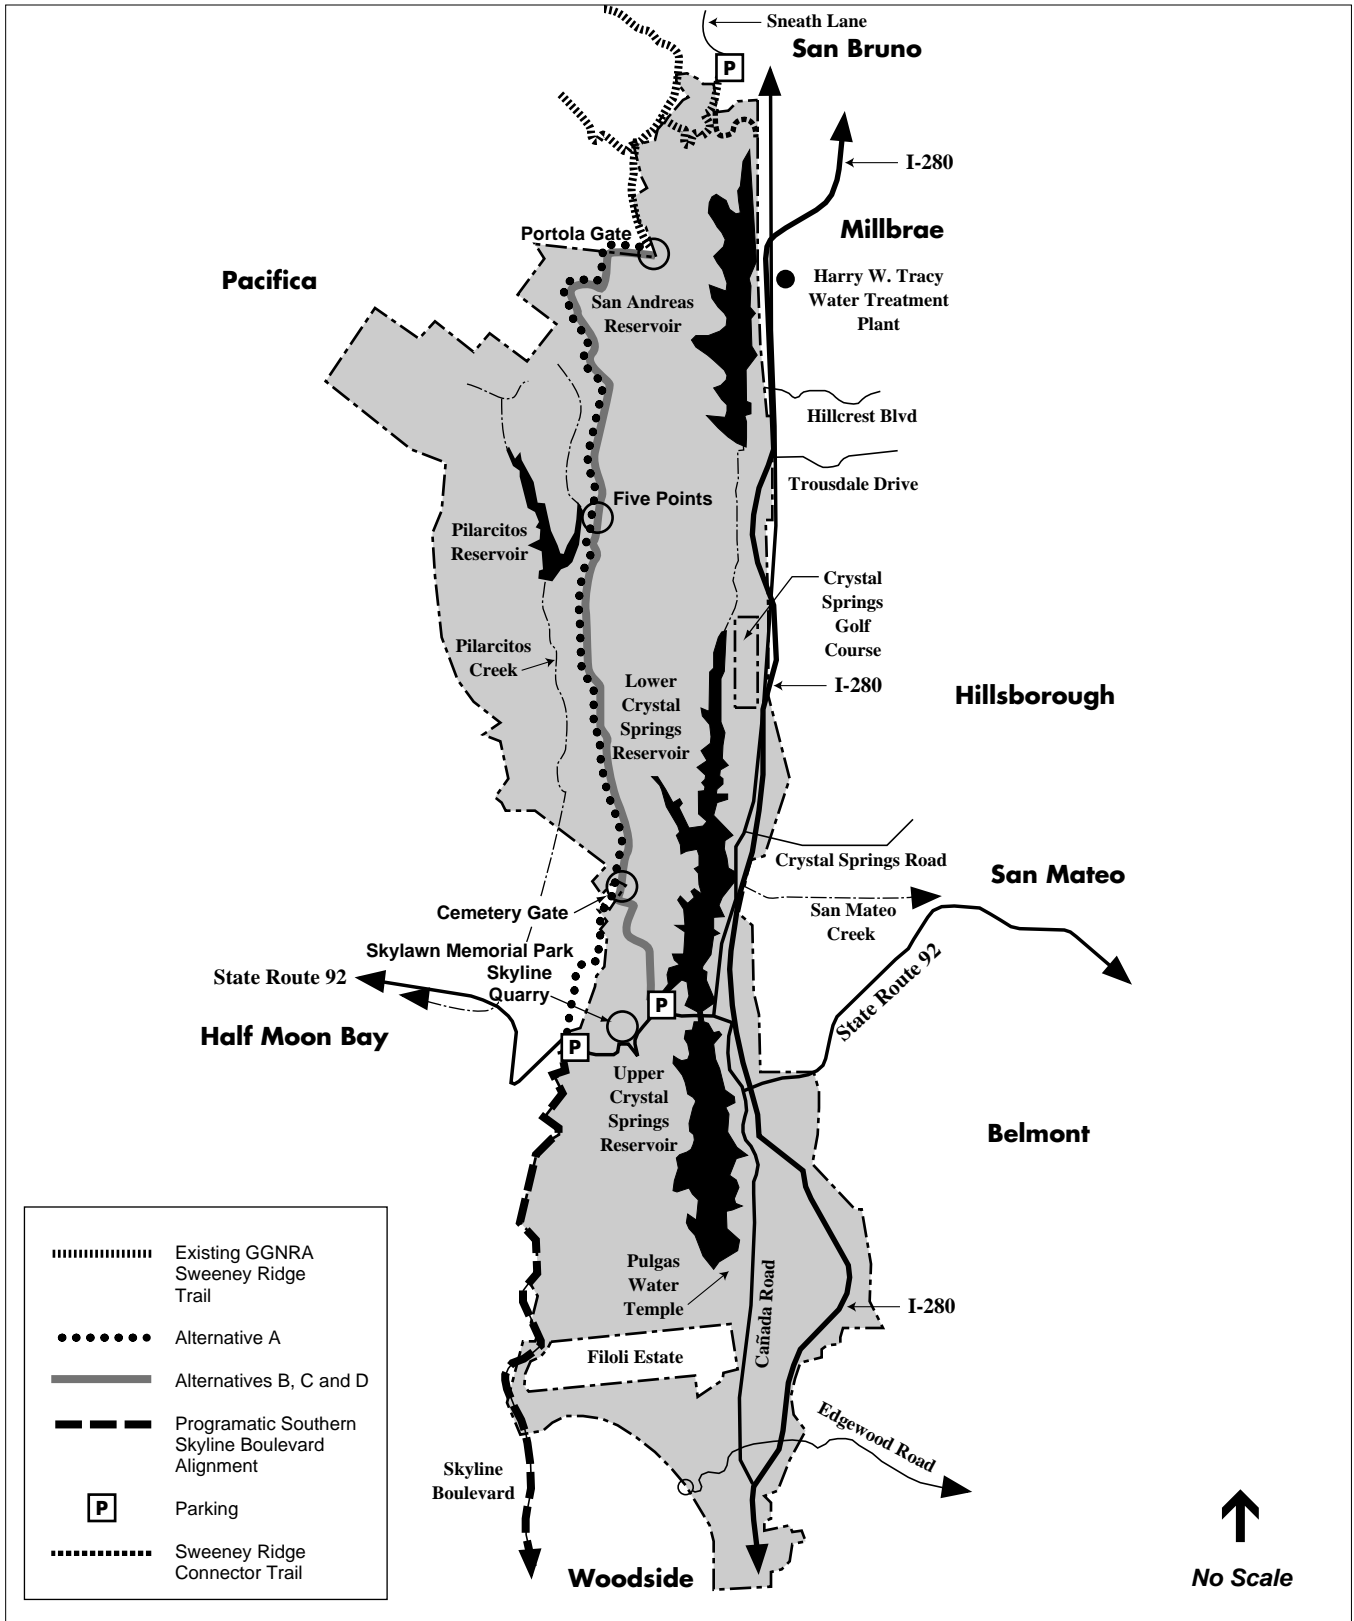 Sneath Lane
San Bruno
P
I-280
Portola Gate
Millbrae
Pacifica
Harry W. Tracy
Water Treatment
Plant
San Andreas
Reservoir
Hillcrest Blvd
Trousdale Drive
Five Points
Pilarcitos
Reservoir
Crystal
Springs
Golf
Course
Pilarcitos
Creek
Lower
Crystal
Springs
Reservoir
I-280
Hillsborough
Crystal Springs Road
San Mateo
Cemetery Gate
San Mateo
Creek
Skylawn Memorial Park
Skyline
Quarry
State Route 92
State Route 92
P
Half Moon Bay
P
Upper
Crystal
Springs
Reservoir
Belmont
Pulgas
Water
Temple
Cañada Road
I-280
Filoli Estate
Edgewood Road
Skyline
Boulevard
Woodside
Existing GGNRA
Sweeney Ridge
Trail
Alternative A
Alternatives B, C and D
Programatic Southern
Skyline Boulevard
Alignment
P
Parking
Sweeney Ridge
Connector Trail
No Scale